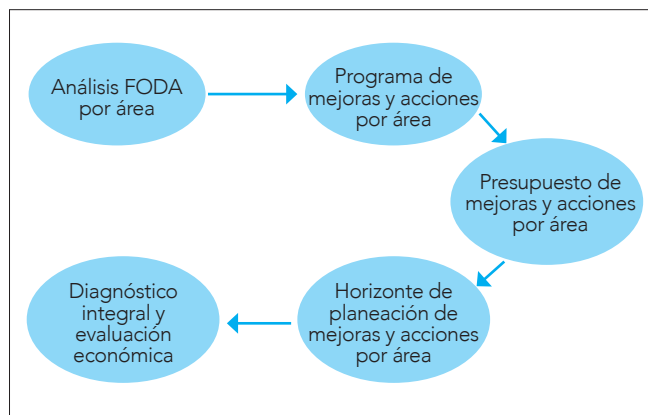 Análisis FODA
por área
Programa de
mejoras y acciones
por área
Presupuesto de
mejoras y acciones
por área
Horizonte de
planeación de
mejoras y acciones
por área
Diagnóstico
integral y
evaluación
económica